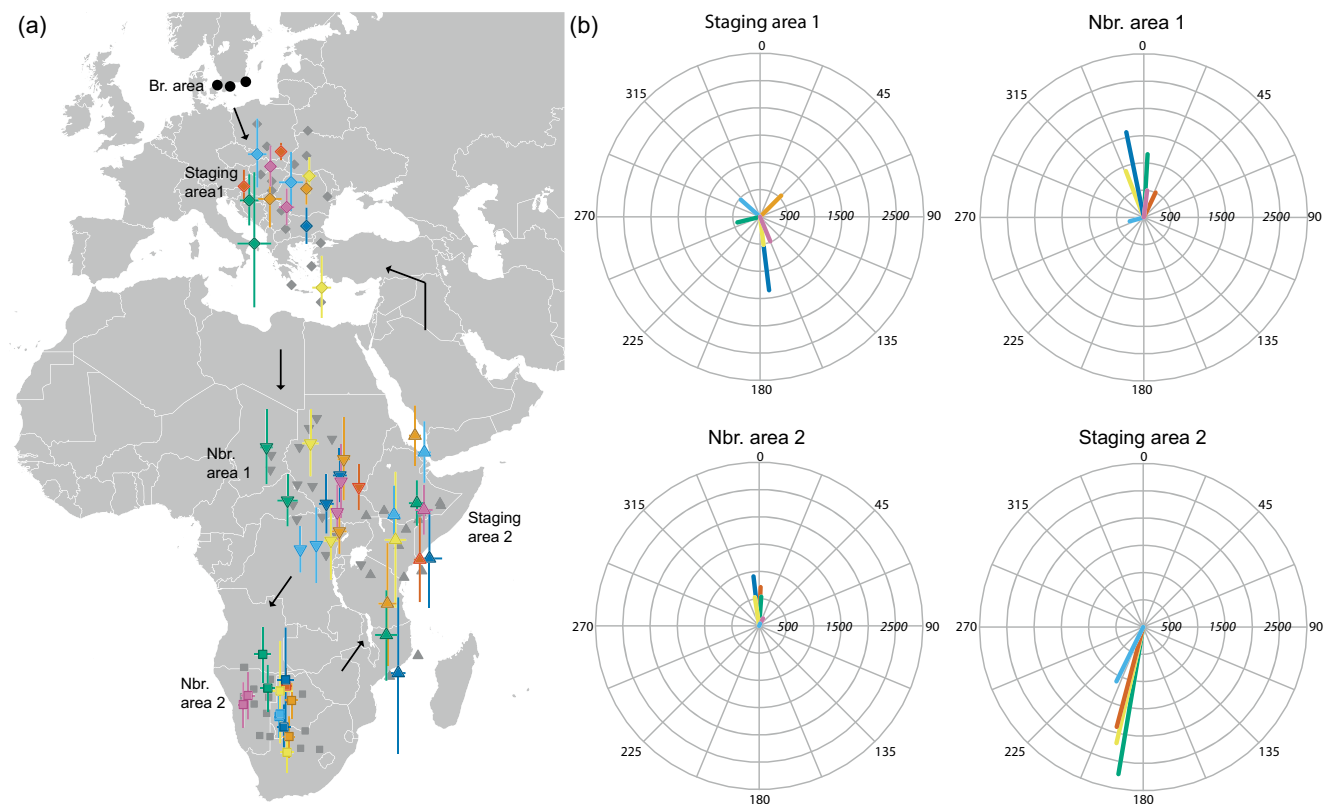 (a)
Br. area
Staging
area1
Nbr.
area 1
Staging
area 2
Nbr.
area 2
(b)
Staging area 1
0
45
90
135
180
225
270
315
500
1500
2500
Nbr. area 1
0
45
90
135
180
225
270
315
500
1500
2500
Nbr. area 2
0
45
90
135
180
225
270
315
500
1500
2500
Staging area 2
0
45
90
135
180
225
270
315
500
1500
2500